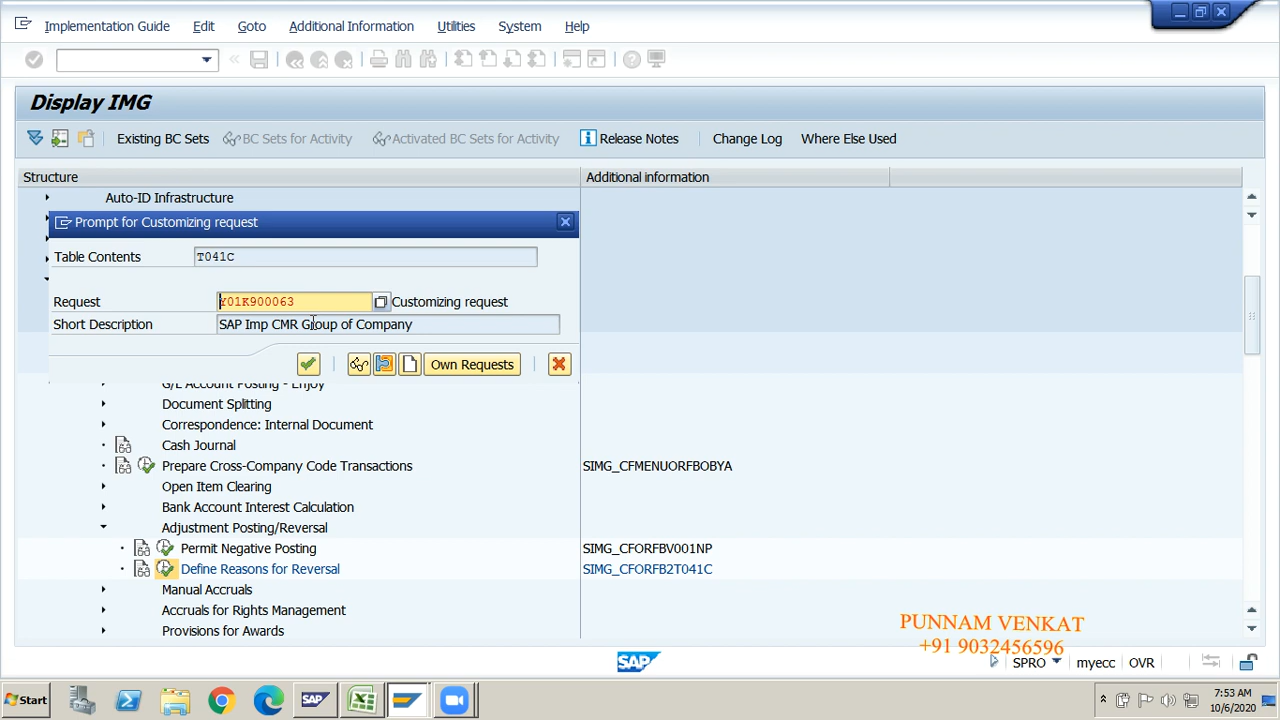 Implementation Guide Edit Goto Additional Information Utilities System Help
Display IMG
Existing BC Sets BC Sets for Activity Activated BC Sets for Activity Release Notes Change Log Where Else Used
Structure Additional information
Auto-ID Infrastructure
Prompt for Customizing request
Table Contents T041C
Request Y01K900063 Customizing request
Short Description SAP Imp CMR Group of Company
Own Requests
G/L Account Posting - Enjoy
Document Splitting
Correspondence: Internal Document
Cash Journal
Prepare Cross-Company Code Transactions SIMG_CFMENUORFBOBYA
Open Item Clearing
Bank Account Interest Calculation
Adjustment Posting/Reversal
Permit Negative Posting SIMG_CFORFBV001NP
Define Reasons for Reversal SIMG_CFORFB2T041C
Manual Accruals
Accruals for Rights Management
Provisions for Awards
PUNNAM VENKAT
+91 9032456596
SAP SPRO myecc OVR
Start SAP 7:53 AM
10/6/2020